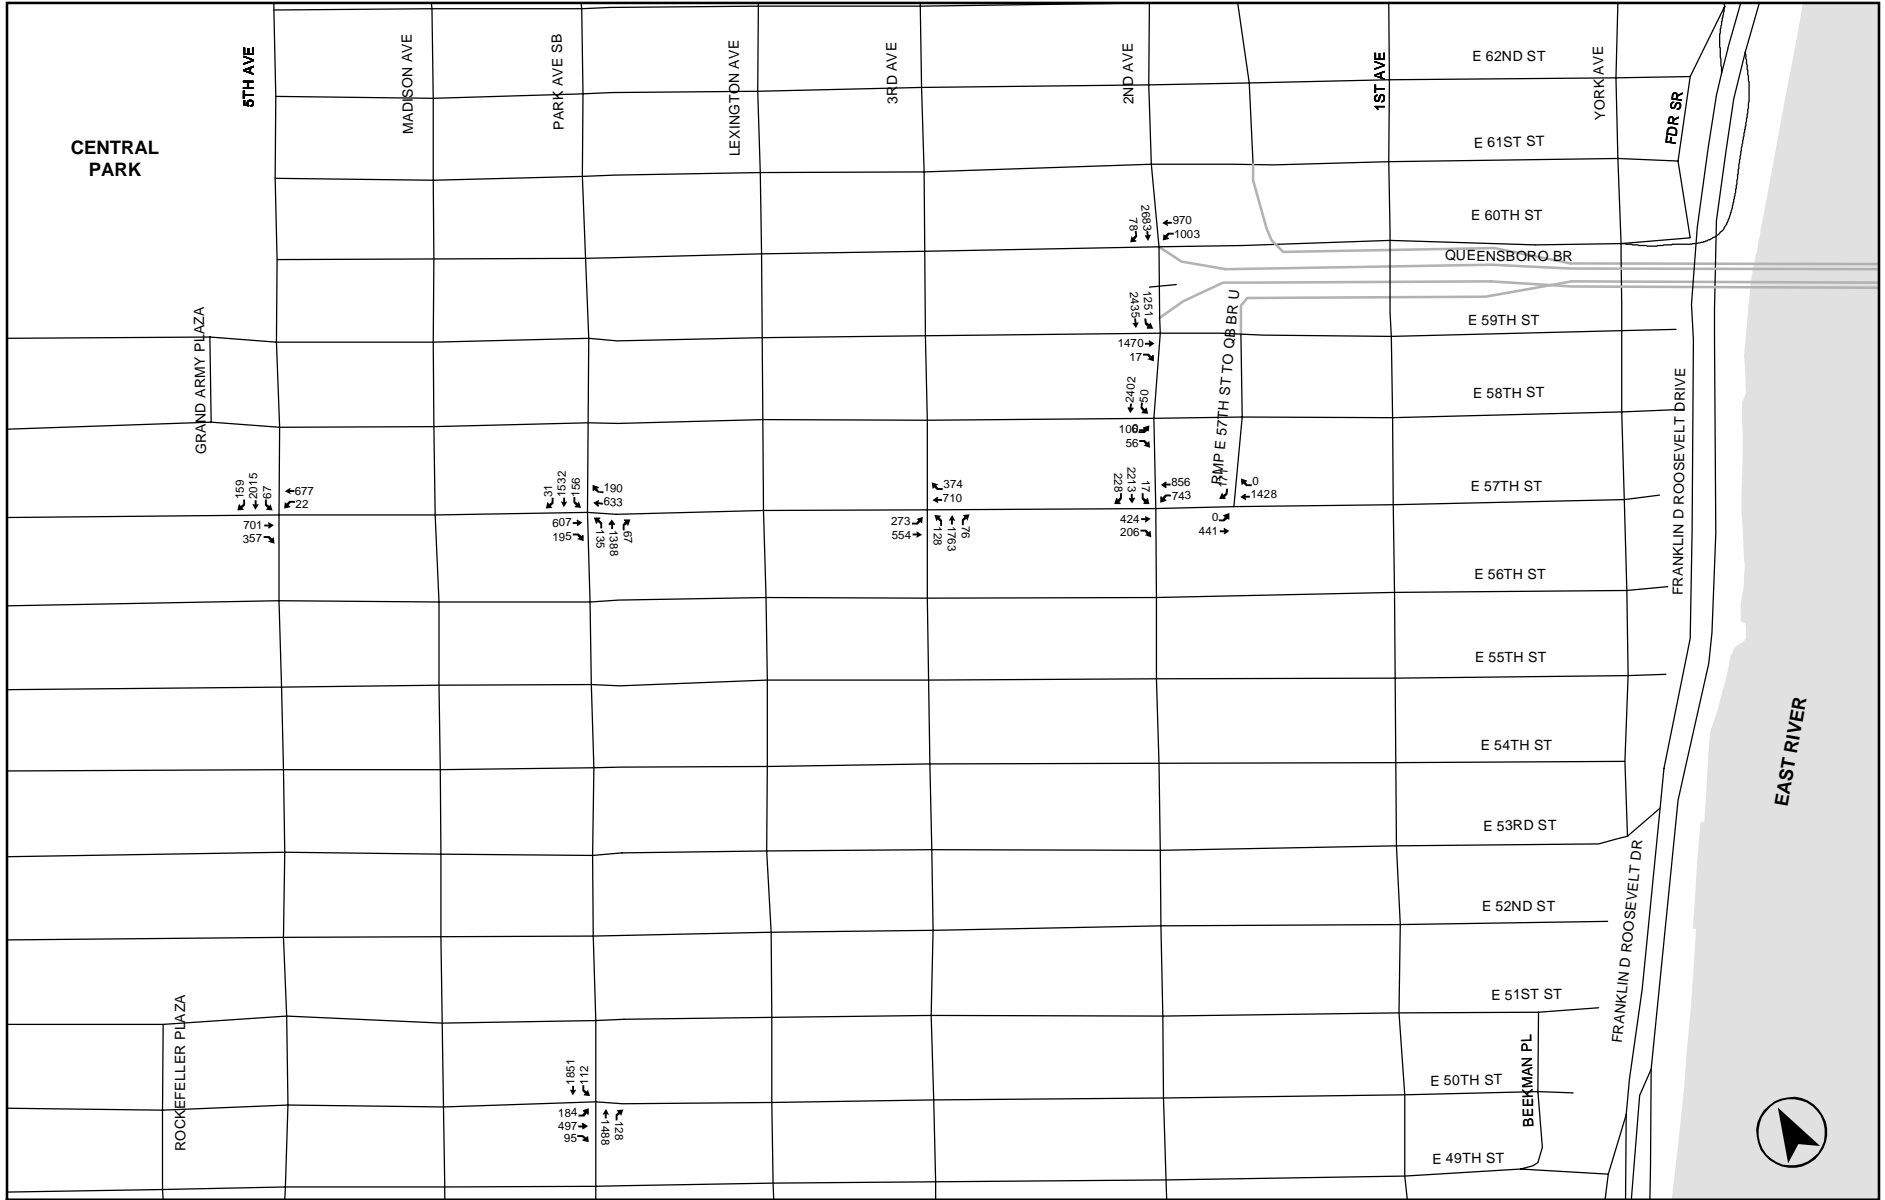 5TH AVE
MADISON AVE
PARK AVE SB
LEXINGTON AVE
3RD AVE
2ND AVE
1ST AVE
YORK AVE
FDR SR
E 62ND ST
CENTRAL
PARK
E 61ST ST
E 60TH ST
2683
78
970
1003
QUEENSBORO BR
GRAND ARMY PLAZA
1251
2435
1470
17
RMP E 57TH ST TO QB BR U
E 59TH ST
FRANKLIN D ROOSEVELT DRIVE
2402
50
56
E 58TH ST
159
2015
67
677
22
701
357
31
1532
156
190
633
607
195
135
1388
67
374
710
273
554
128
1763
76
228
2213
17
856
743
424
206
0
1428
0
441
E 57TH ST
E 56TH ST
E 55TH ST
E 54TH ST
EAST RIVER
E 53RD ST
FRANKLIN D ROOSEVELT DR
E 52ND ST
E 51ST ST
ROCKEFELLER PLAZA
1851
112
184
497
95
1488
128
E 50TH ST
BEEKMAN PL
E 49TH ST